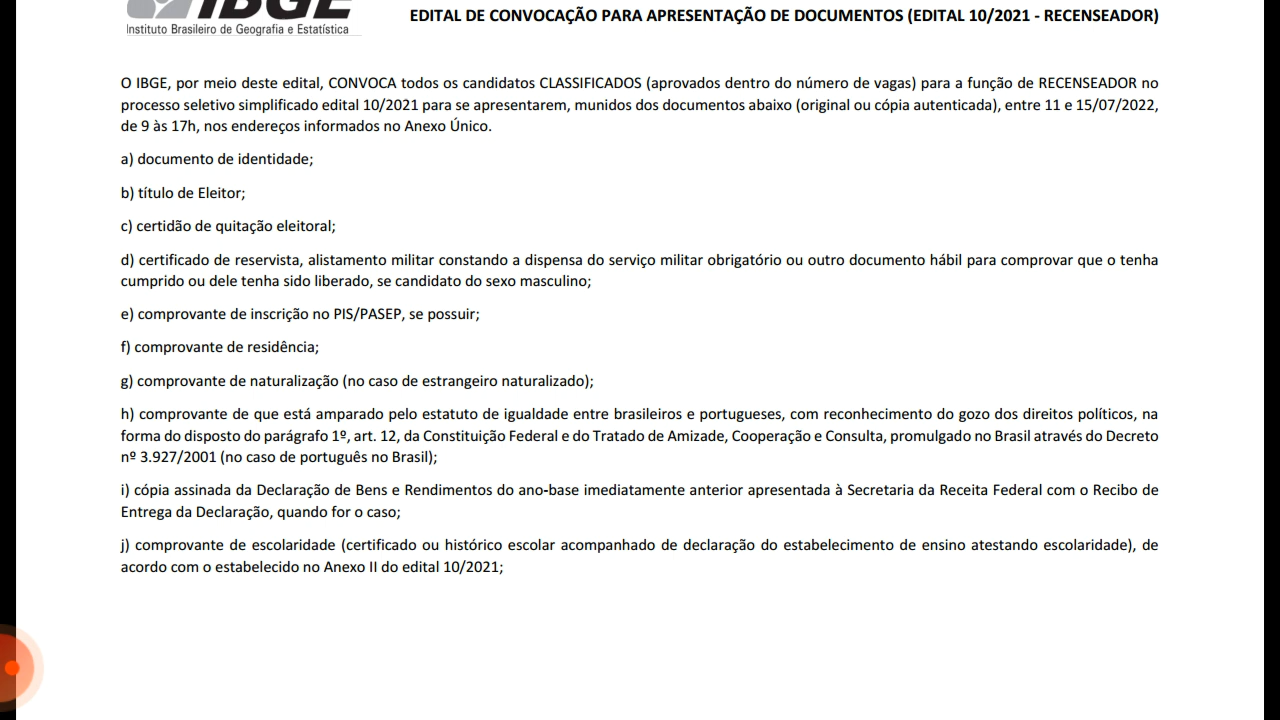 IBGE
Instituto Brasileiro de Geografia e Estatística
EDITAL DE CONVOCAÇÃO PARA APRESENTAÇÃO DE DOCUMENTOS (EDITAL 10/2021 - RECENSEADOR)
O IBGE, por meio deste edital, CONVOCA todos os candidatos CLASSIFICADOS (aprovados dentro do número de vagas) para a função de RECENSEADOR no
processo seletivo simplificado edital 10/2021 para se apresentarem, munidos dos documentos abaixo (original ou cópia autenticada), entre 11 e 15/07/2022,
de 9 às 17h, nos endereços informados no Anexo Único.
a) documento de identidade;
b) título de Eleitor;
c) certidão de quitação eleitoral;
d) certificado de reservista, alistamento militar constando a dispensa do serviço militar obrigatório ou outro documento hábil para comprovar que o tenha
cumprido ou dele tenha sido liberado, se candidato do sexo masculino;
e) comprovante de inscrição no PIS/PASEP, se possuir;
f) comprovante de residência;
g) comprovante de naturalização (no caso de estrangeiro naturalizado);
h) comprovante de que está amparado pelo estatuto de igualdade entre brasileiros e portugueses, com reconhecimento do gozo dos direitos políticos, na
forma do disposto do parágrafo 1º, art. 12, da Constituição Federal e do Tratado de Amizade, Cooperação e Consulta, promulgado no Brasil através do Decreto
nº 3.927/2001 (no caso de português no Brasil);
i) cópia assinada da Declaração de Bens e Rendimentos do ano-base imediatamente anterior apresentada à Secretaria da Receita Federal com o Recibo de
Entrega da Declaração, quando for o caso;
j) comprovante de escolaridade (certificado ou histórico escolar acompanhado de declaração do estabelecimento de ensino atestando escolaridade), de
acordo com o estabelecido no Anexo II do edital 10/2021;